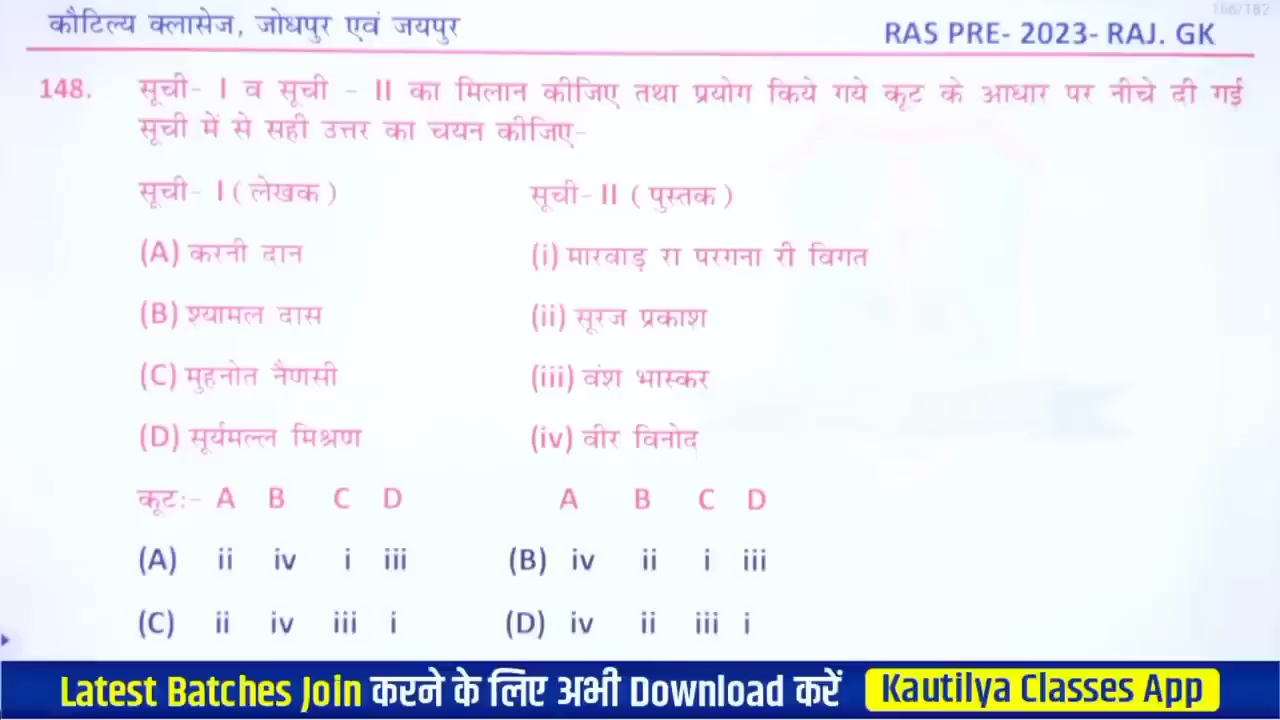 166/182
कौटिल्य क्लासेज, जोधपुर एवं जयपुर
RAS PRE- 2023- RAJ. GK
148. सूची- I व सूची - II का मिलान कीजिए तथा प्रयोग किये गये कूट के आधार पर नीचे दी गई
सूची में से सही उत्तर का चयन कीजिए-
सूची- I ( लेखक ) सूची- II ( पुस्तक )
(A) करनी दान (i) मारवाड़ रा परगना री विगत
(B) श्यामल दास (ii) सूरज प्रकाश
(C) मुहनोत नैणसी (iii) वंश भास्कर
(D) सूर्यमल्ल मिश्रण (iv) वीर विनोद
कूट:- A B C D A B C D
(A) ii iv i iii (B) iv ii i iii
(C) ii iv iii i (D) iv ii iii i
Latest Batches Join करने के लिए अभी Download करें Kautilya Classes App